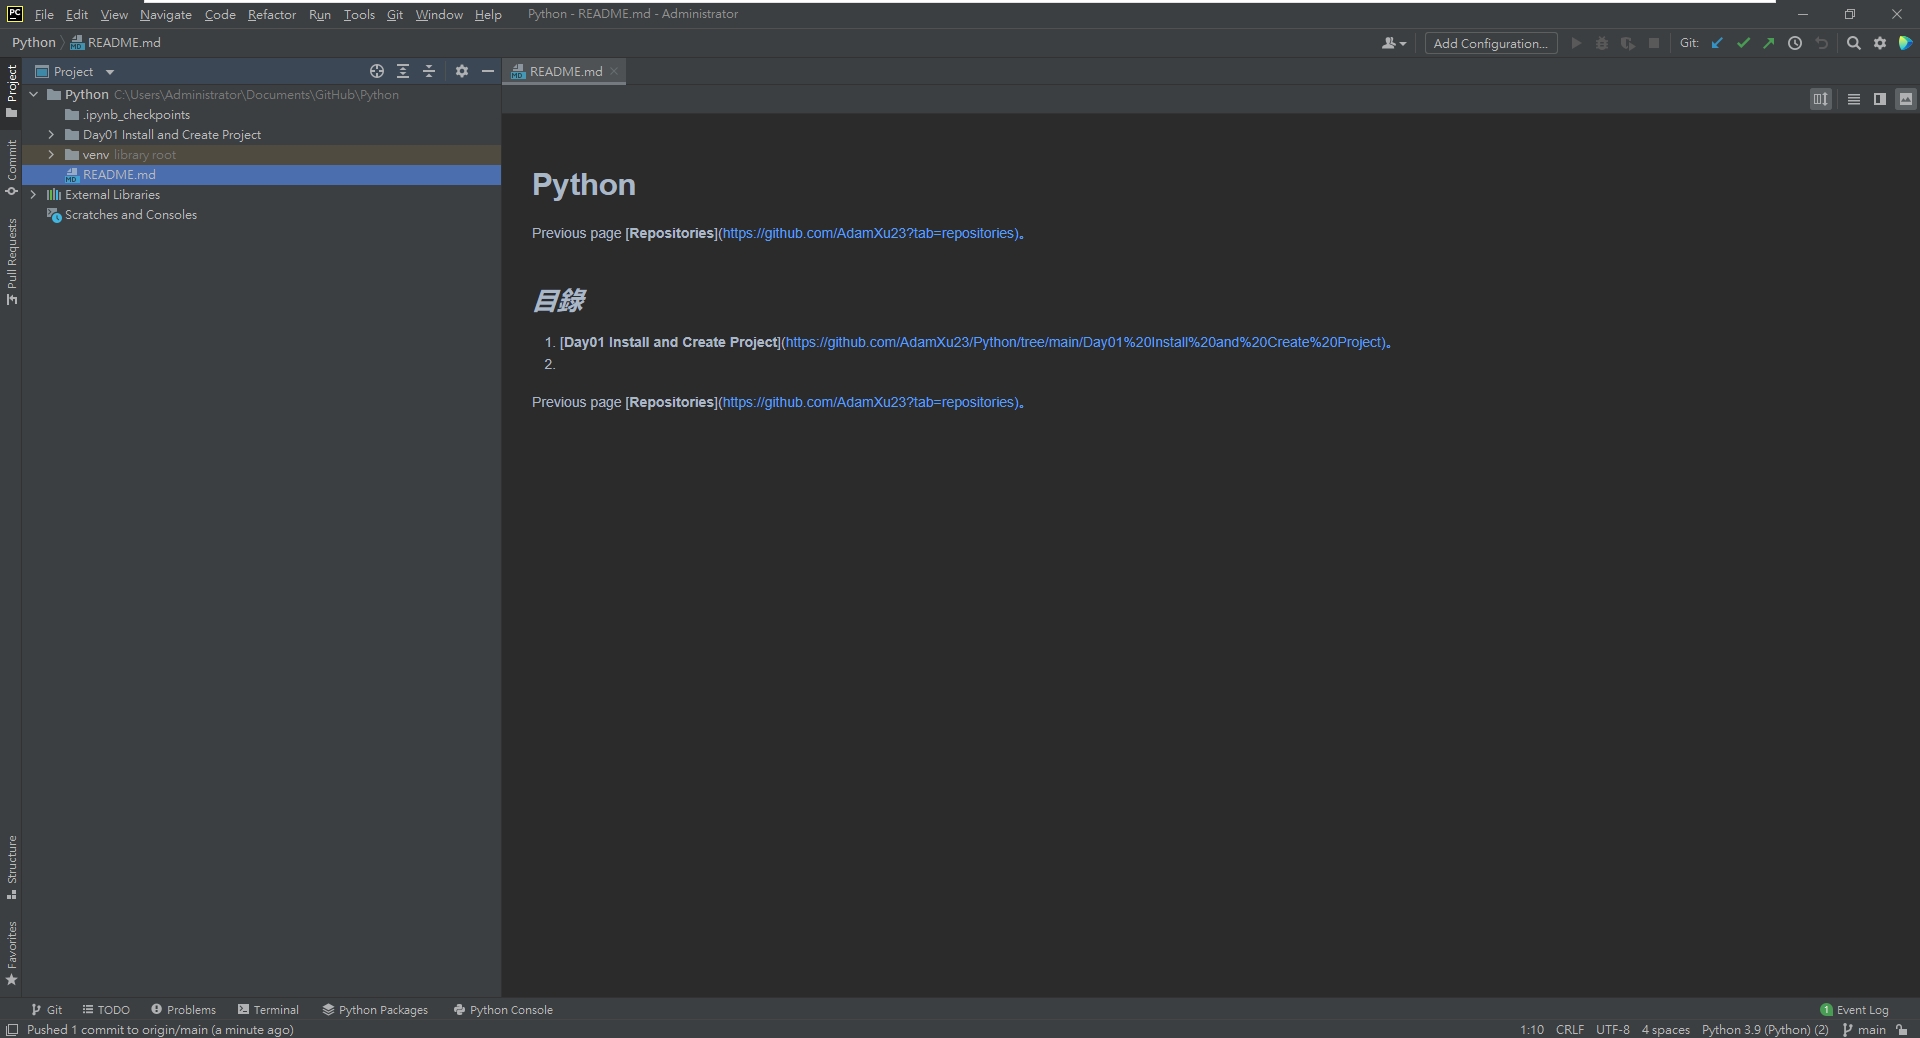 PC File Edit View Navigate Code Refactor Run Tools Git Window Help Python - README.md - Administrator
Python README.md Add Configuration... Git:
Project README.md
Python C:\Users\Administrator\Documents\GitHub\Python
.ipynb_checkpoints
Day01 Install and Create Project
venv library root
README.md
External Libraries
Scratches and Consoles
Project
Commit
Pull Requests
Structure
Favorites
Python
Previous page [Repositories](https://github.com/AdamXu23?tab=repositories)。
目錄
1. [Day01 Install and Create Project](https://github.com/AdamXu23/Python/tree/main/Day01%20Install%20and%20Create%20Project)。
2.
Previous page [Repositories](https://github.com/AdamXu23?tab=repositories)。
Git TODO Problems Terminal Python Packages Python Console 1 Event Log
Pushed 1 commit to origin/main (a minute ago) 1:10 CRLF UTF-8 4 spaces Python 3.9 (Python) (2) main